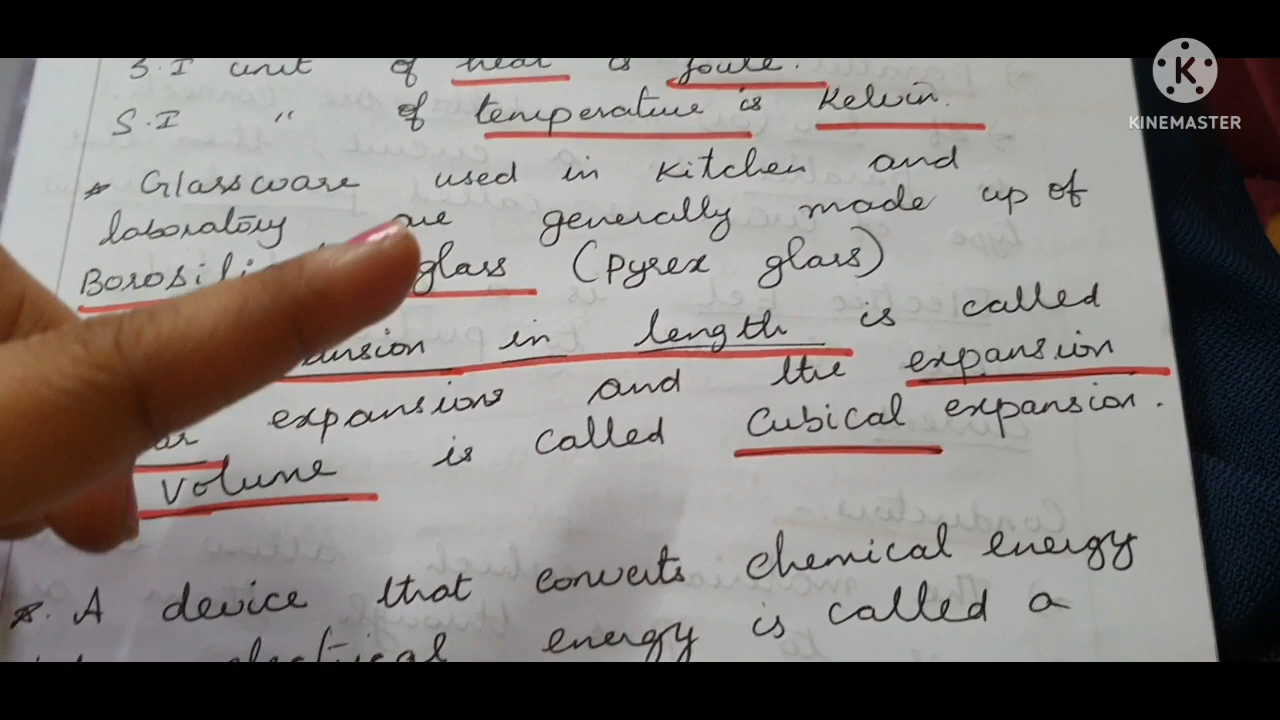 S.I unit of heat is joule.
S.I " of temperature is Kelvin.
Glassware used in kitchen and
laboratory are generally made up of
glass (Pyrex glass)
in length is called
expansions and the expansion
Volume is called Cubical expansion.
A device that converts chemical energy
electrical energy is called a
KINEMASTER